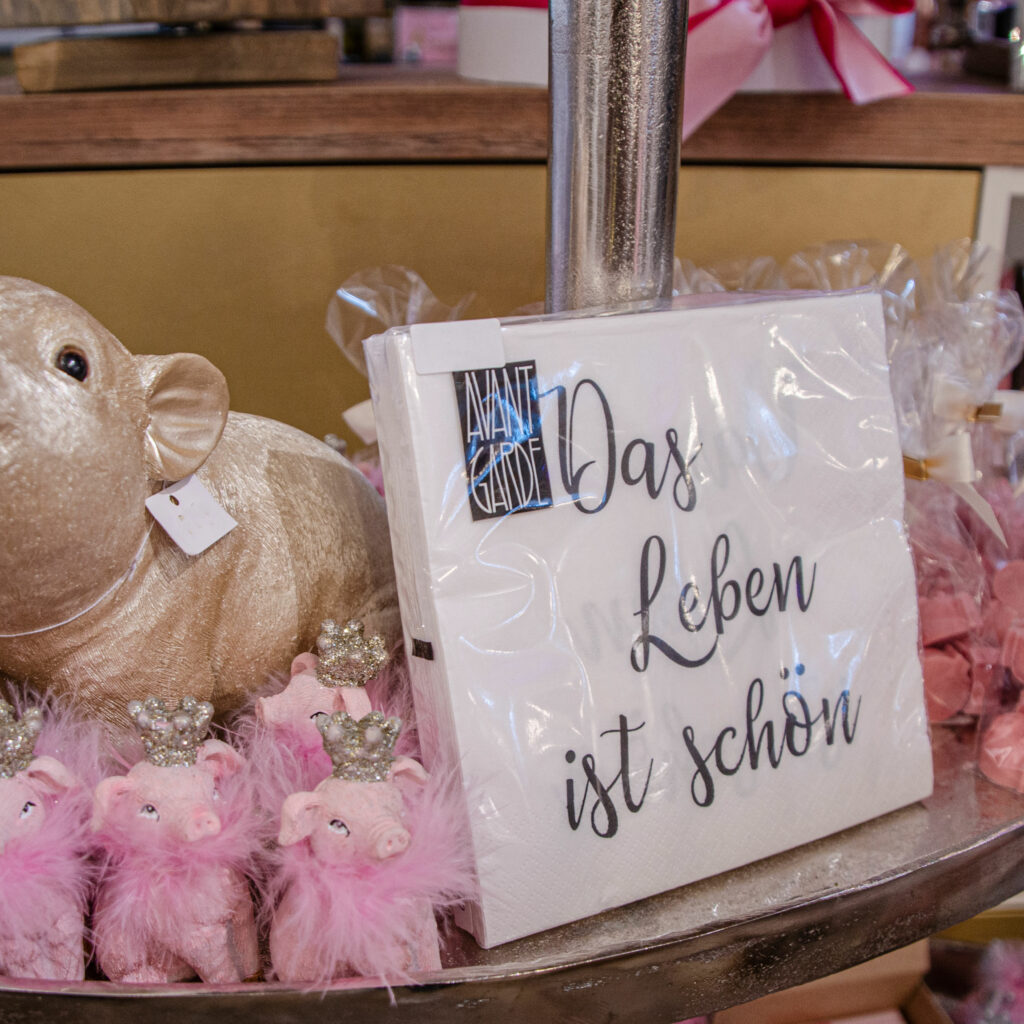 AVANT
GARDE
Das
Leben
ist schön